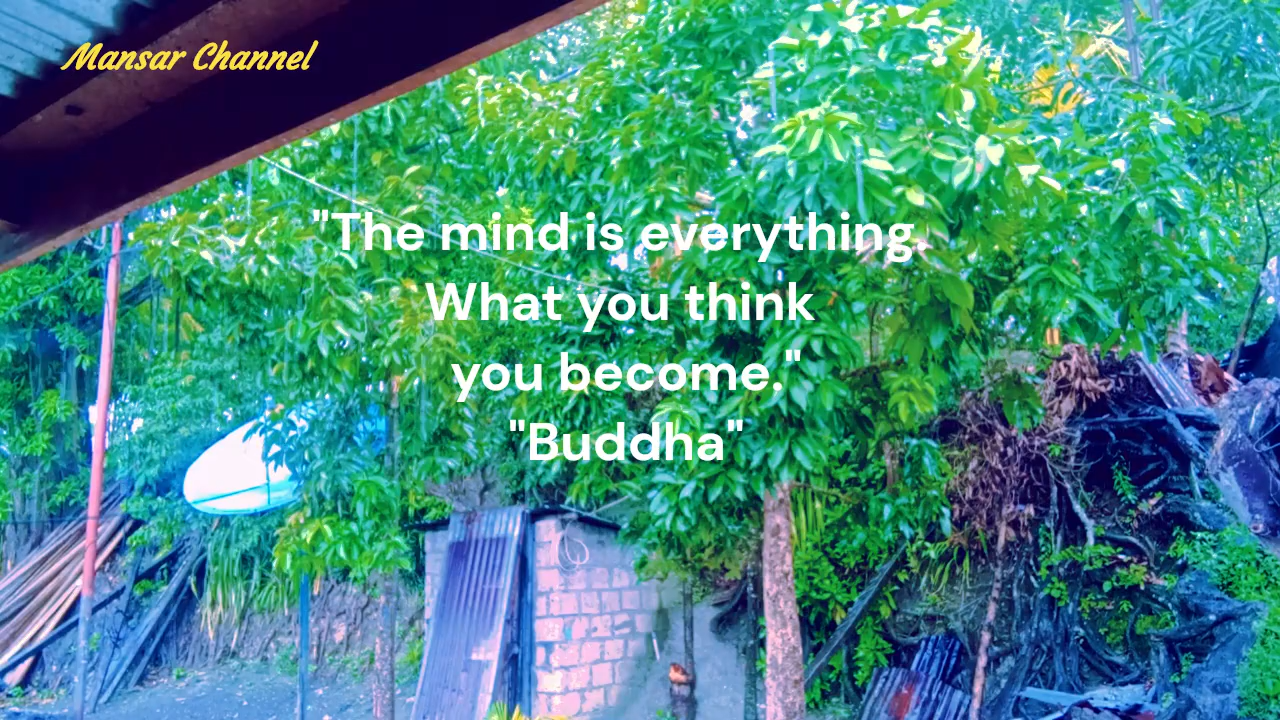 Mansar Channel
"The mind is everything.
What you think
you become."
"Buddha"